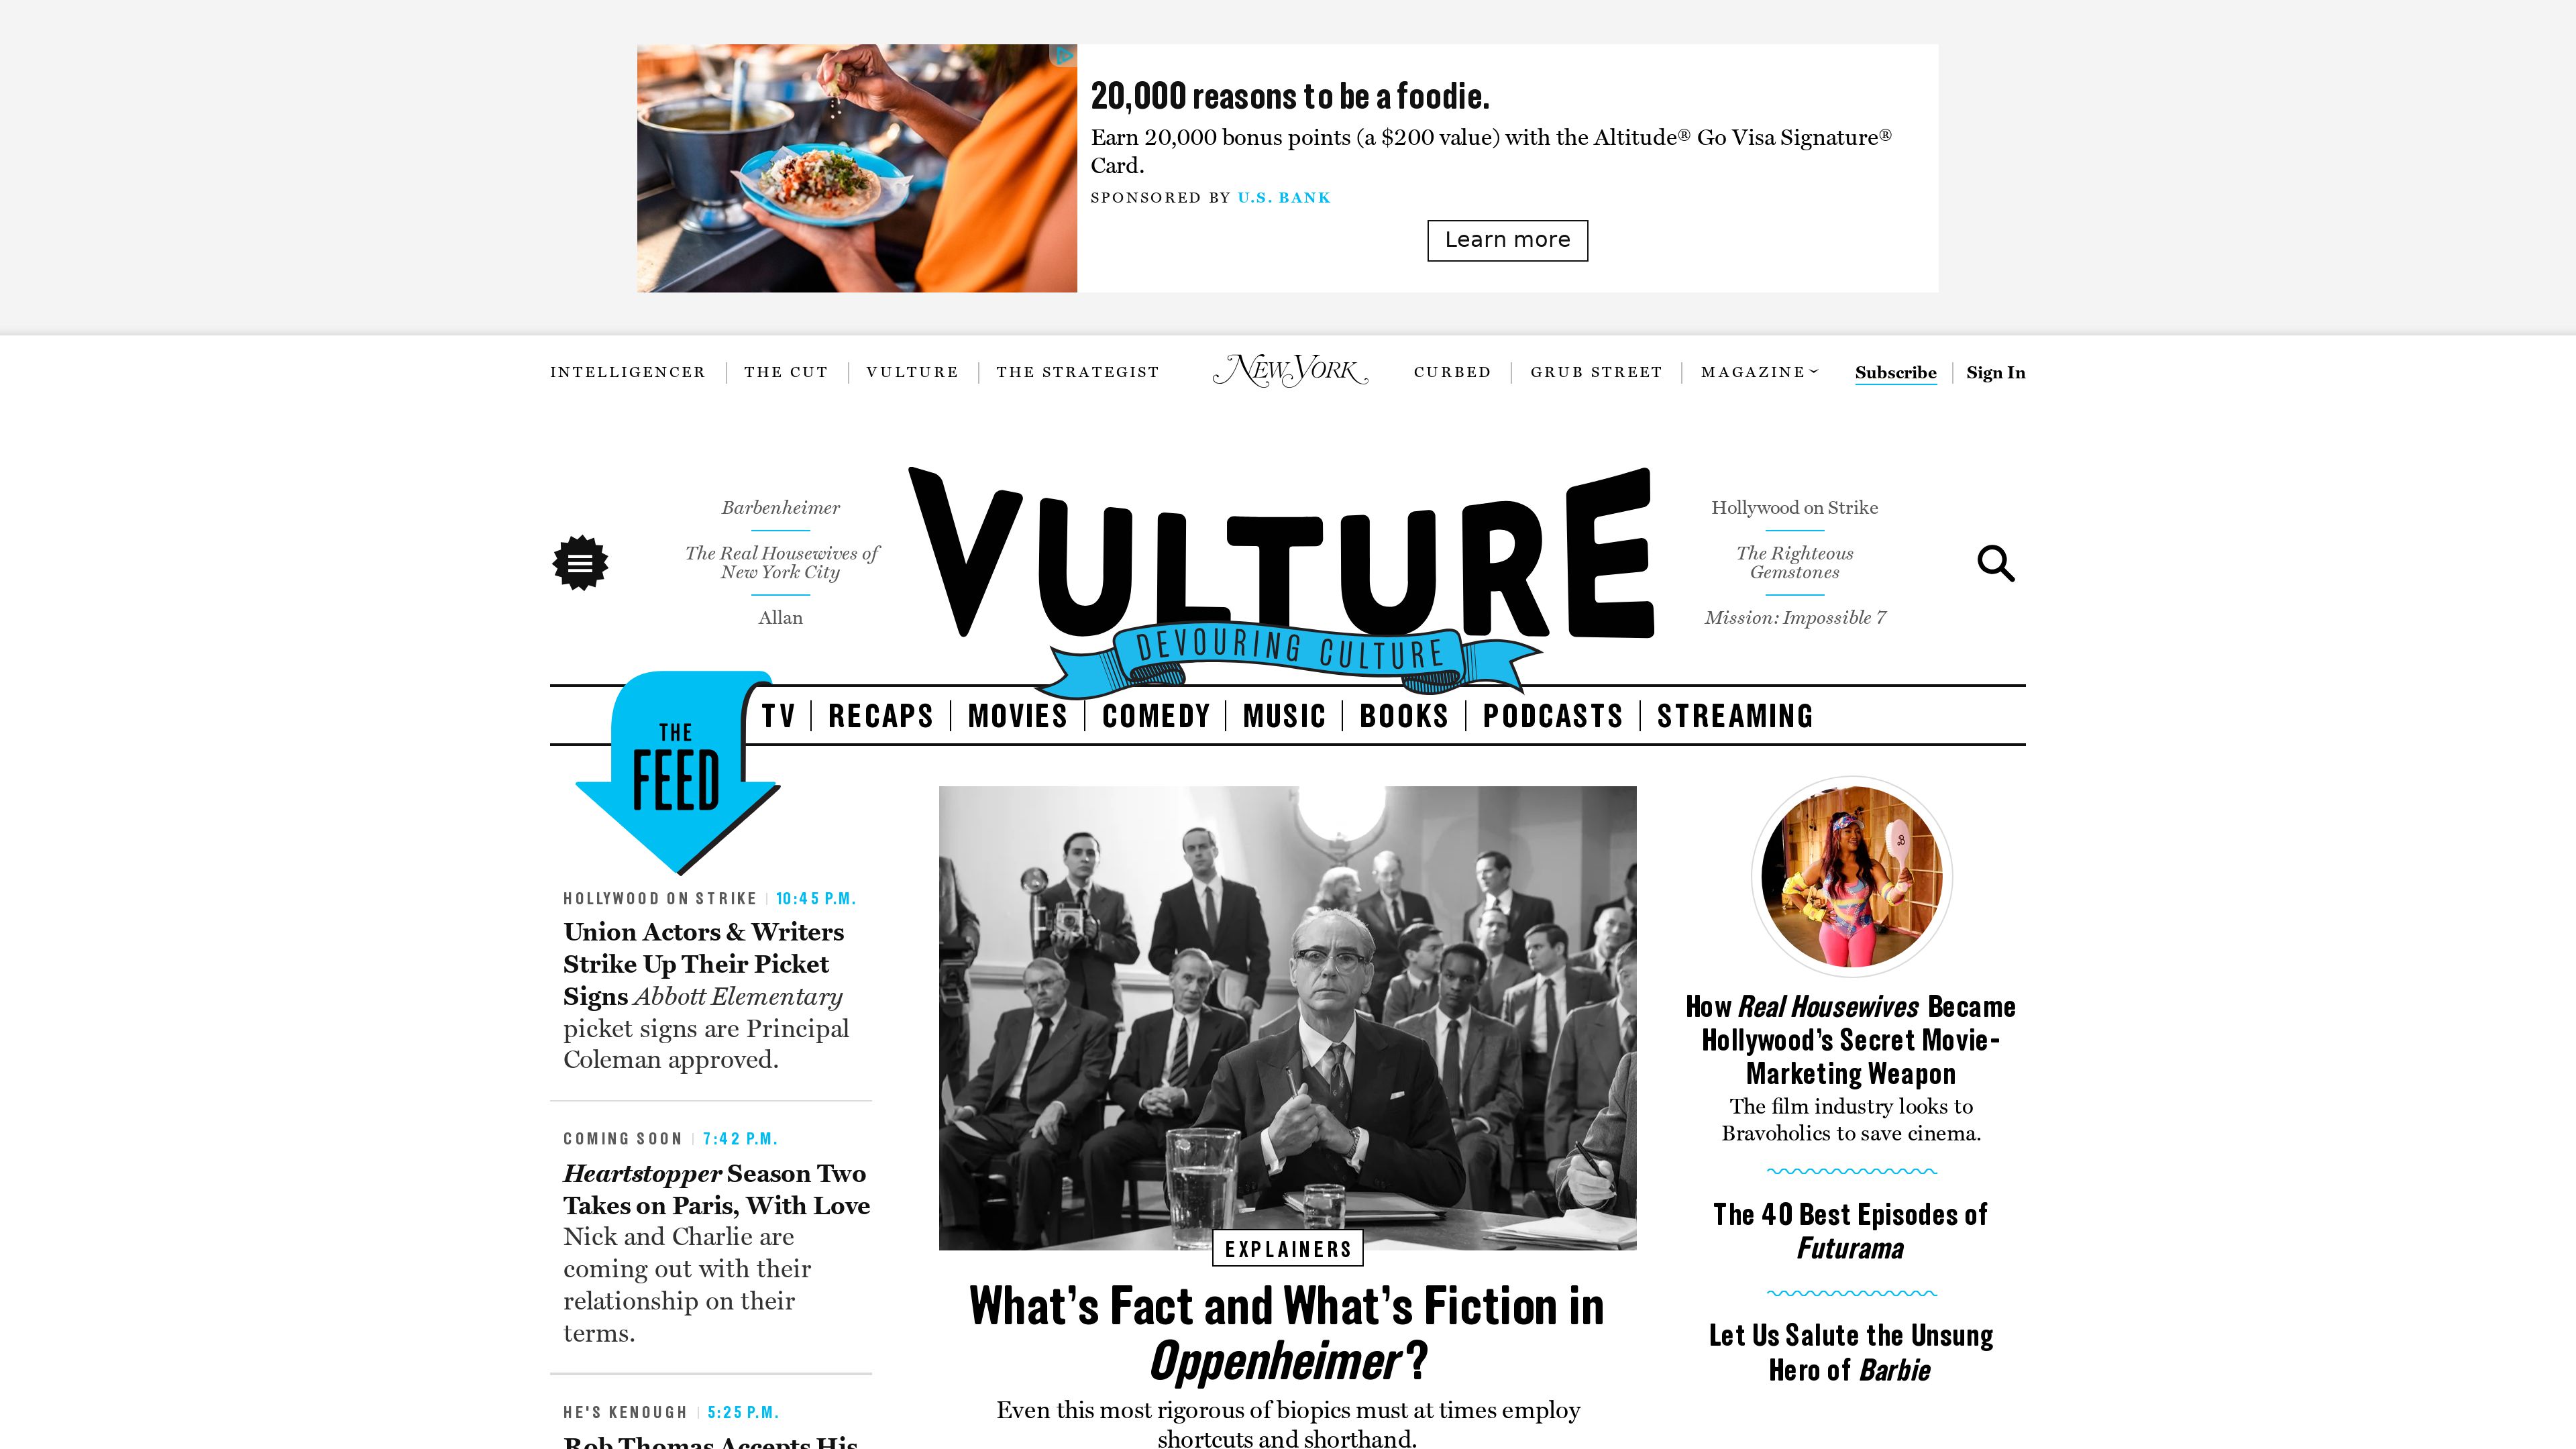 20,000 reasons to be a foodie.
Earn 20,000 bonus points (a $200 value) with the Altitude® Go Visa Signature®
Card.
SPONSORED BY U.S. BANK
Learn more
INTELLIGENCER
THE CUT
VULTURE
THE STRATEGIST
NEW YORK
CURBED
GRUB STREET
MAGAZINE
Subscribe
Sign In
Barbenheimer
The Real Housewives of
New York City
Allan
VULTURE
DEVOURING CULTURE
Hollywood on Strike
The Righteous
Gemstones
Mission: Impossible 7
TV
RECAPS
MOVIES
COMEDY
MUSIC
BOOKS
PODCASTS
STREAMING
THE
FEED
HOLLYWOOD ON STRIKE 10:45 P.M.
Union Actors & Writers
Strike Up Their Picket
Signs Abbott Elementary
picket signs are Principal
Coleman approved.
COMING SOON 7:42 P.M.
Heartstopper Season Two
Takes on Paris, With Love
Nick and Charlie are
coming out with their
relationship on their
terms.
HE'S KENOUGH 5:25 P.M.
Rob Thomas Accepts His
EXPLAINERS
What's Fact and What's Fiction in
Oppenheimer?
Even this most rigorous of biopics must at times employ
shortcuts and shorthand.
How Real Housewives Became
Hollywood's Secret Movie-
Marketing Weapon
The film industry looks to
Bravoholics to save cinema.
The 40 Best Episodes of
Futurama
Let Us Salute the Unsung
Hero of Barbie